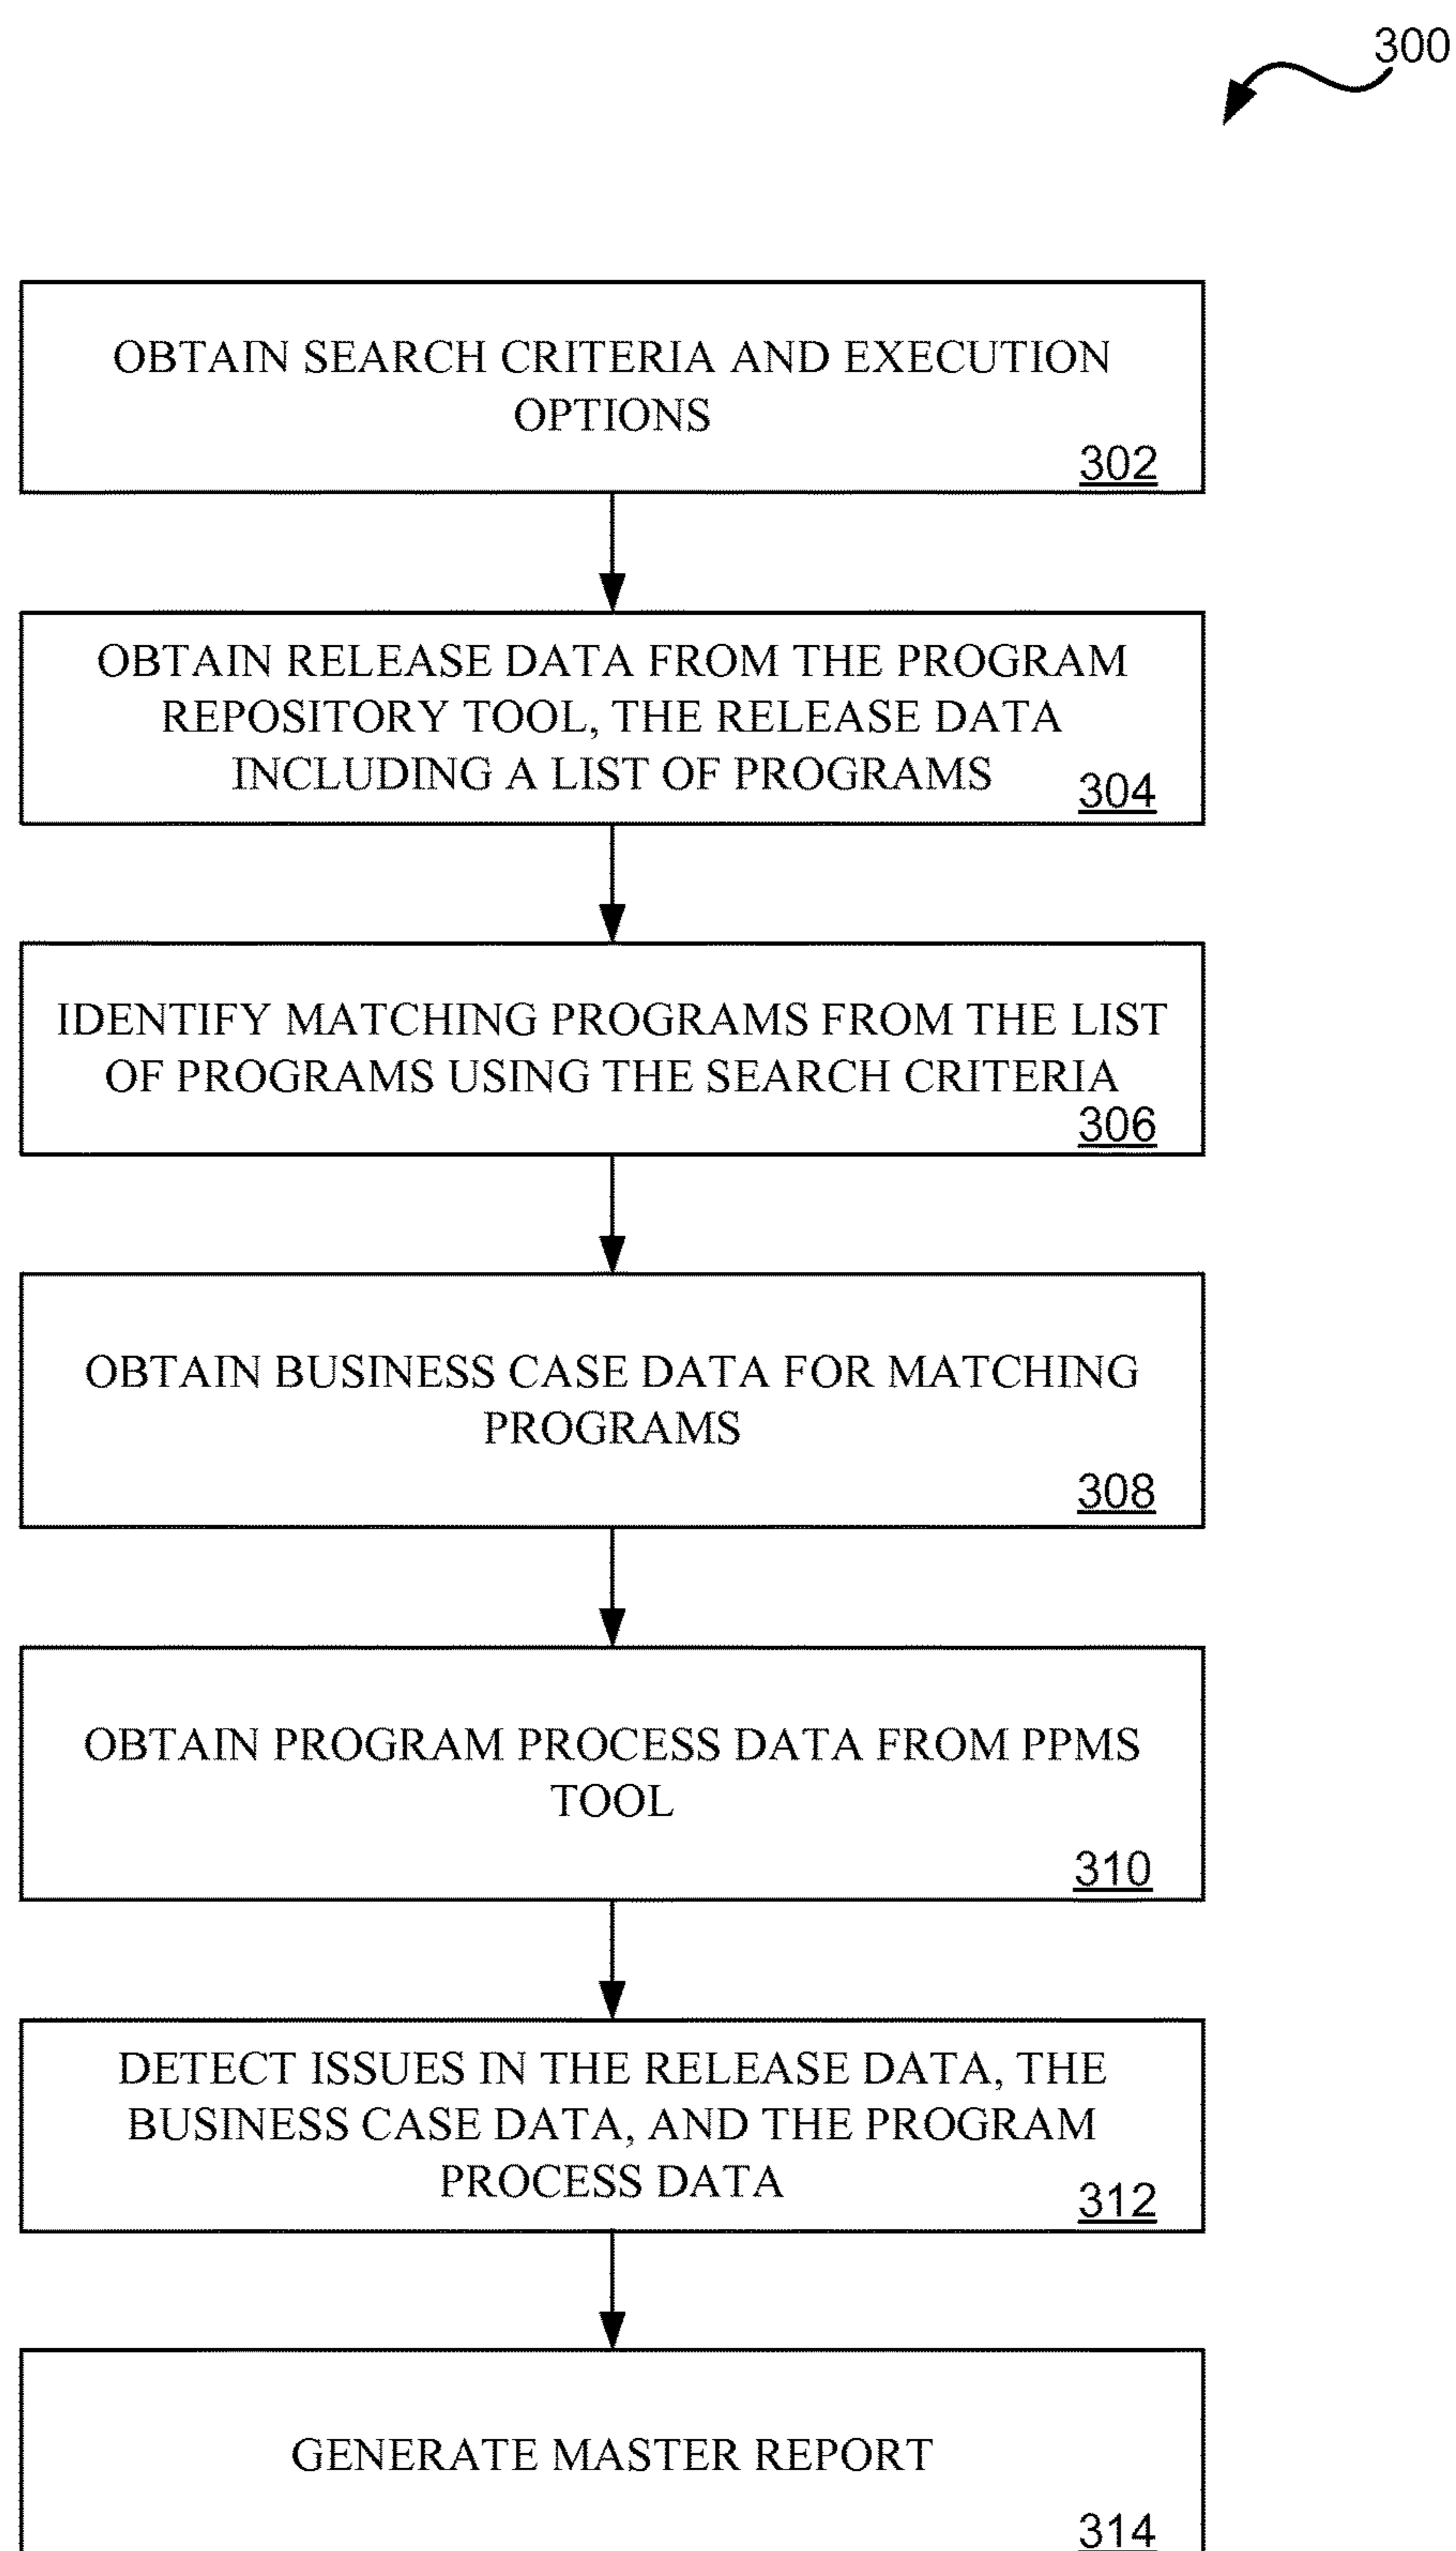 300
OBTAIN SEARCH CRITERIA AND EXECUTION
OPTIONS
302
OBTAIN RELEASE DATA FROM THE PROGRAM
REPOSITORY TOOL, THE RELEASE DATA
INCLUDING A LIST OF PROGRAMS
304
IDENTIFY MATCHING PROGRAMS FROM THE LIST
OF PROGRAMS USING THE SEARCH CRITERIA
306
OBTAIN BUSINESS CASE DATA FOR MATCHING
PROGRAMS
308
OBTAIN PROGRAM PROCESS DATA FROM PPMS
TOOL
310
DETECT ISSUES IN THE RELEASE DATA, THE
BUSINESS CASE DATA, AND THE PROGRAM
PROCESS DATA
312
GENERATE MASTER REPORT
314